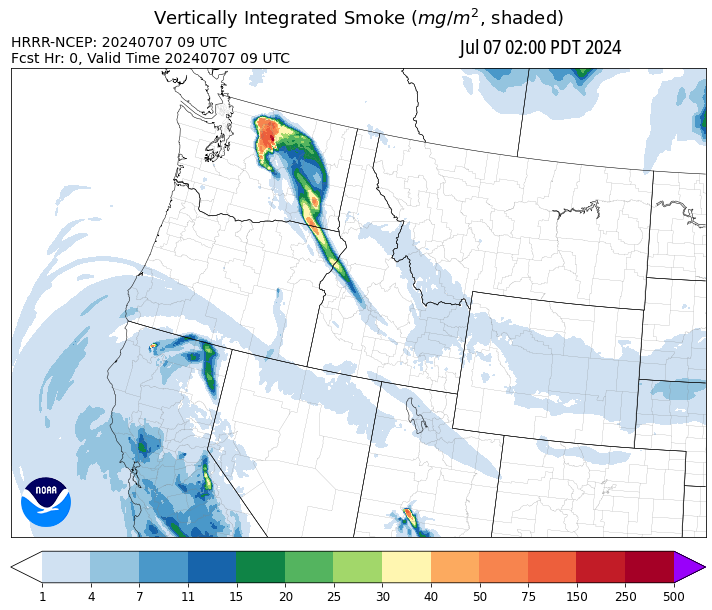 Vertically Integrated Smoke (mg/m², shaded)
HRRR-NCEP: 20240707 09 UTC
Fcst Hr: 0, Valid Time 20240707 09 UTC
Jul 07 02:00 PDT 2024
NOAA
1 4 7 11 15 20 25 30 40 50 75 150 250 500